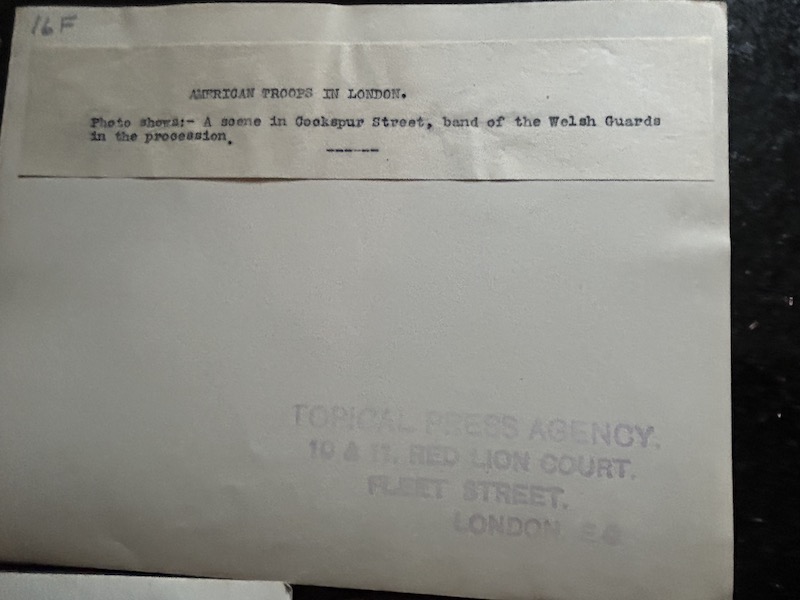 16F
AMERICAN TROOPS IN LONDON.
Photo shows:- A scene in Cockspur Street, band of the Welsh Guards
in the procession.
------
TOPICAL PRESS AGENCY.
10 & 11, RED LION COURT.
FLEET STREET.
LONDON